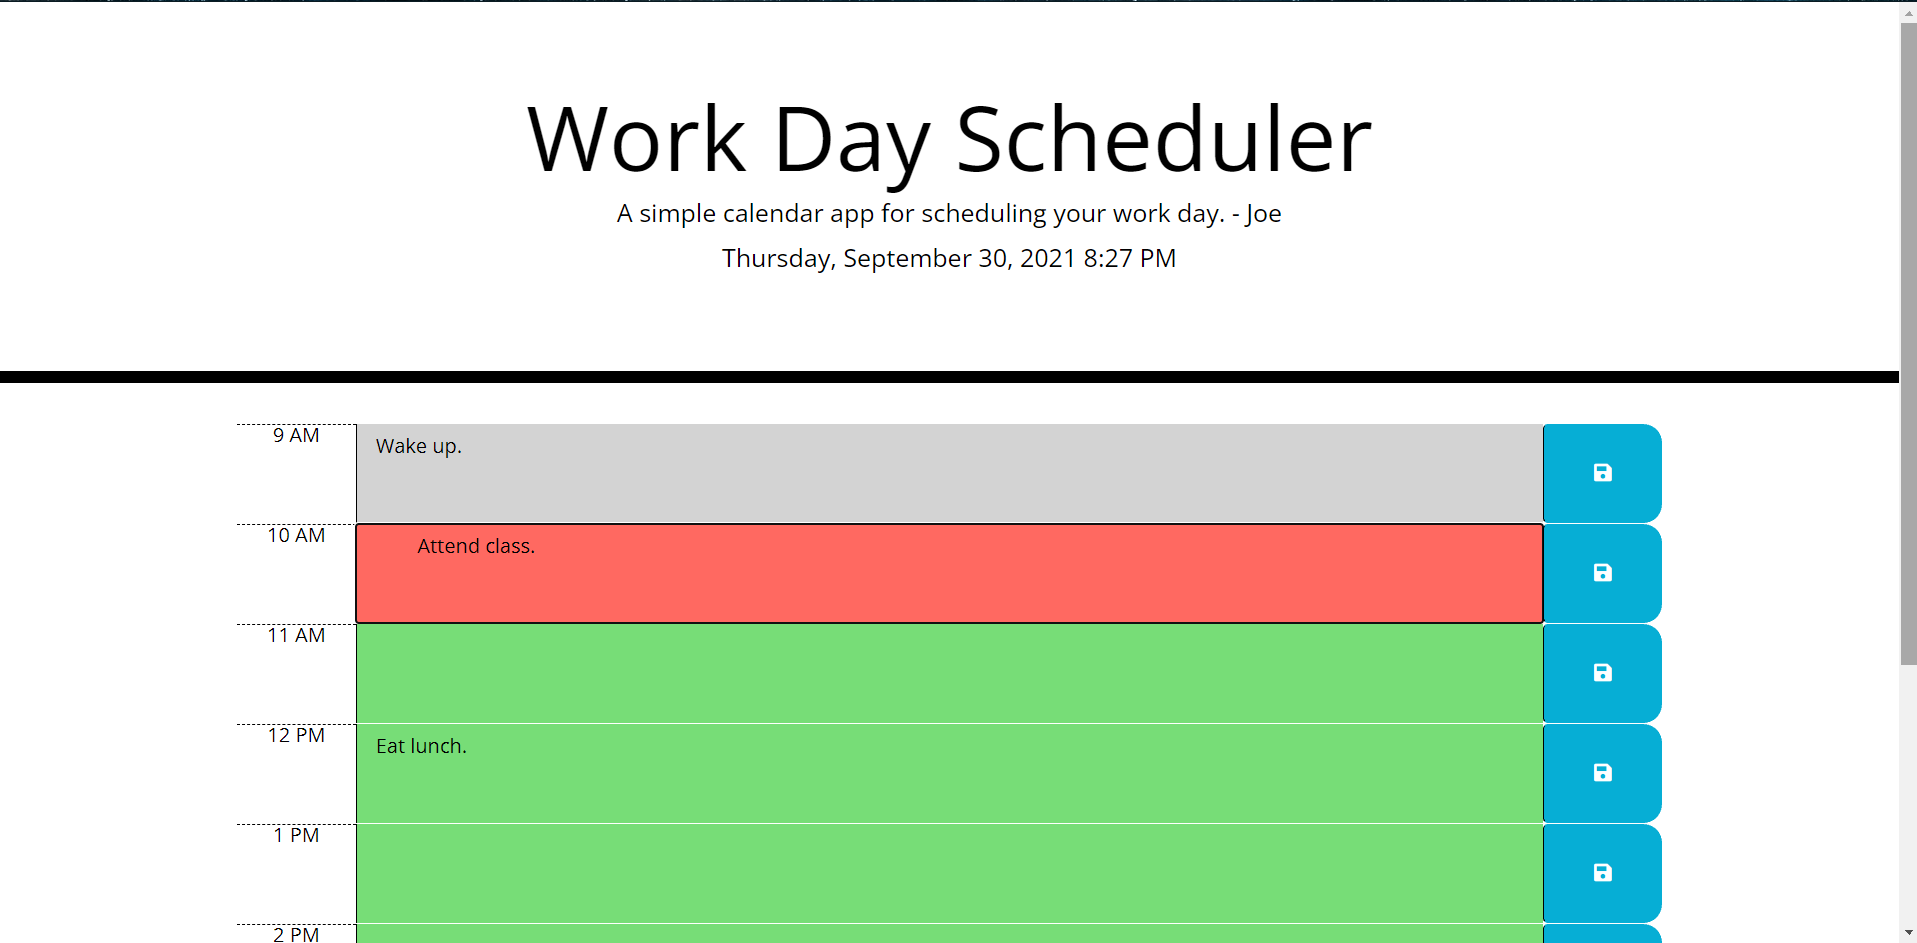 Work Day Scheduler
A simple calendar app for scheduling your work day. - Joe
Thursday, September 30, 2021 8:27 PM
9 AM
Wake up.
10 AM
Attend class.
11 AM
12 PM
Eat lunch.
1 PM
2 PM